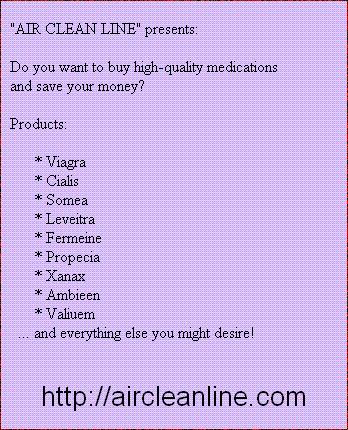 "AIR CLEAN LINE" presents:
Do you want to buy high-quality medications
and save your money?
Products:
* Viagra
* Cialis
* Somea
* Leveitra
* Fermeine
* Propecia
* Xanax
* Ambieen
* Valiuem
... and everything else you might desire!
http://aircleanline.com